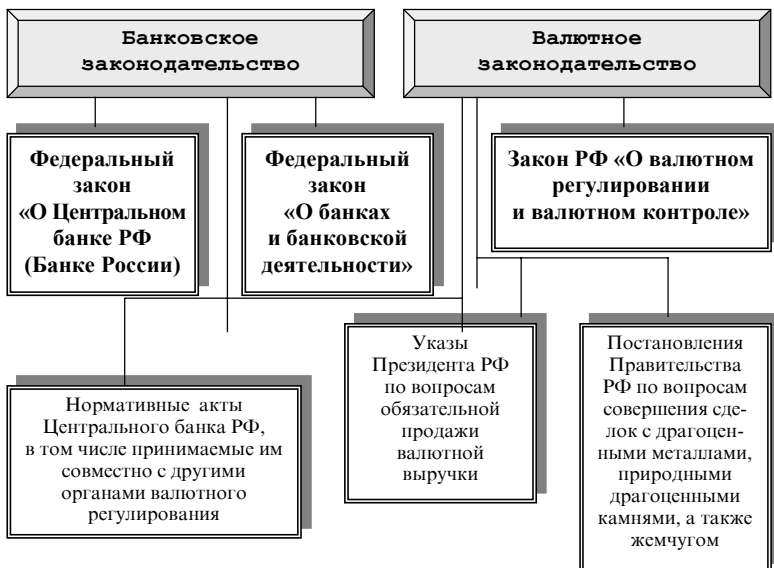 Банковское
законодательство
Валютное
законодательство
Федеральный
закон
«О Центральном
банке РФ
(Банке России)
Федеральный
закон
«О банках
и банковской
деятельности»
Закон РФ «О валютном
регулировании
и валютном контроле»
Нормативные акты
Центрального банка РФ,
в том числе принимаемые им
совместно с другими
органами валютного
регулирования
Указы
Президента РФ
по вопросам
обязательной
продажи
валютной
выручки
Постановления
Правительства
РФ по вопросам
совершения сде-
лок с драгоцен-
ными металлами,
природными
драгоценными
камнями, а также
жемчугом